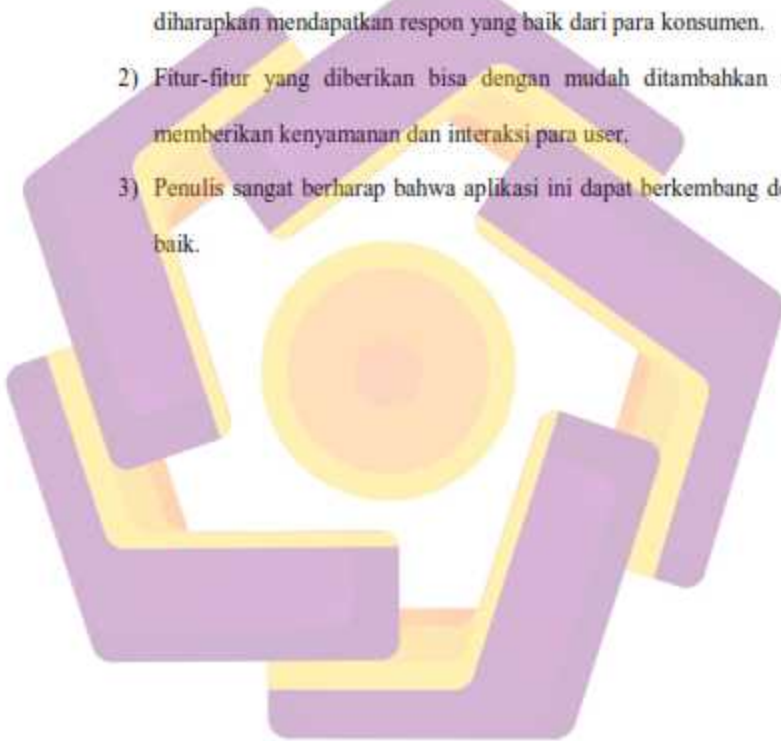 diharapkan mendapatkan respon yang baik dari para konsumen.
2) Fitur-fitur yang diberikan bisa dengan mudah ditambahkan
memberikan kenyamanan dan interaksi para user.
3) Penulis sangat berharap bahwa aplikasi ini dapat berkembang
baik.